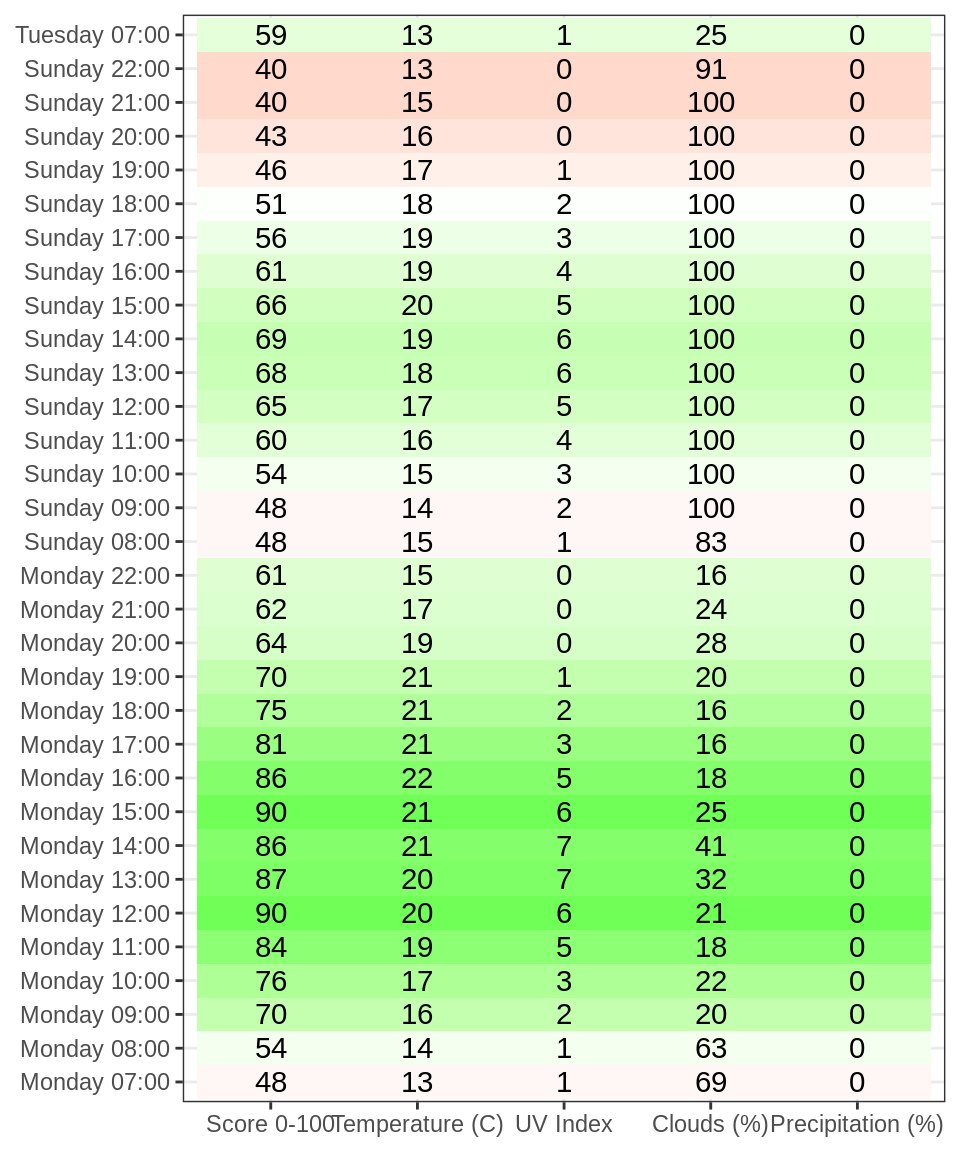 Tuesday 07:00 59 13 1 25 0
Sunday 22:00 40 13 0 91 0
Sunday 21:00 40 15 0 100 0
Sunday 20:00 43 16 0 100 0
Sunday 19:00 46 17 1 100 0
Sunday 18:00 51 18 2 100 0
Sunday 17:00 56 19 3 100 0
Sunday 16:00 61 19 4 100 0
Sunday 15:00 66 20 5 100 0
Sunday 14:00 69 19 6 100 0
Sunday 13:00 68 18 6 100 0
Sunday 12:00 65 17 5 100 0
Sunday 11:00 60 16 4 100 0
Sunday 10:00 54 15 3 100 0
Sunday 09:00 48 14 2 100 0
Sunday 08:00 48 15 1 83 0
Monday 22:00 61 15 0 16 0
Monday 21:00 62 17 0 24 0
Monday 20:00 64 19 0 28 0
Monday 19:00 70 21 1 20 0
Monday 18:00 75 21 2 16 0
Monday 17:00 81 21 3 16 0
Monday 16:00 86 22 5 18 0
Monday 15:00 90 21 6 25 0
Monday 14:00 86 21 7 41 0
Monday 13:00 87 20 7 32 0
Monday 12:00 90 20 6 21 0
Monday 11:00 84 19 5 18 0
Monday 10:00 76 17 3 22 0
Monday 09:00 70 16 2 20 0
Monday 08:00 54 14 1 63 0
Monday 07:00 48 13 1 69 0
Score 0-100 Temperature (C) UV Index Clouds (%) Precipitation (%)